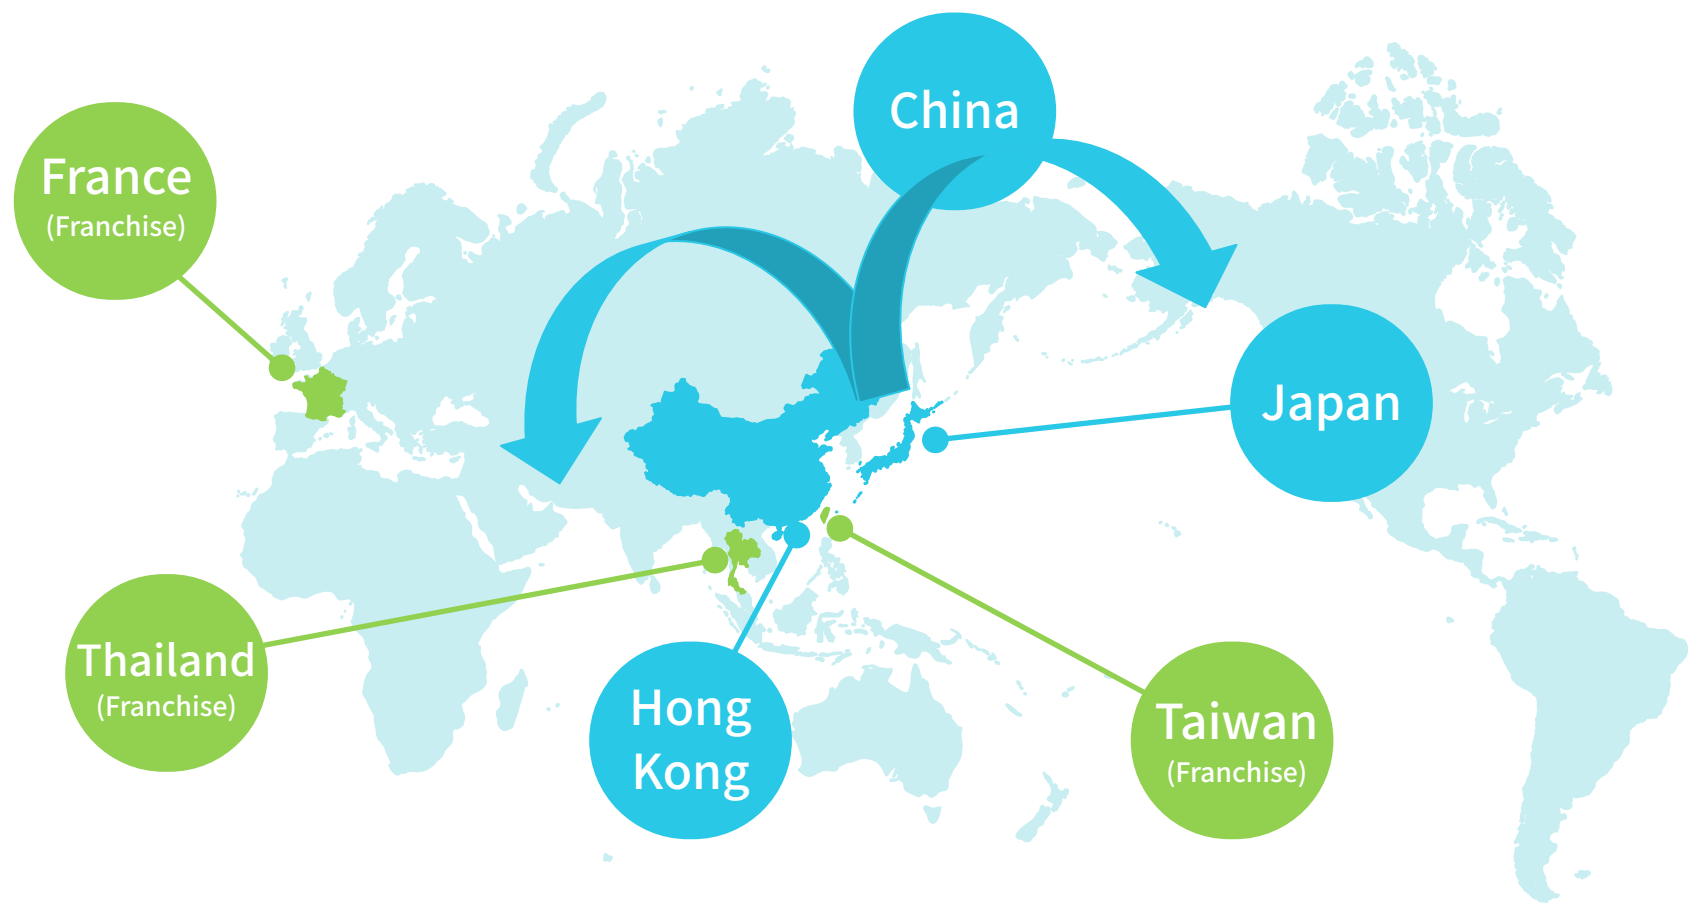 China
France
(Franchise)
Japan
Thailand
(Franchise)
Hong
Kong
Taiwan
(Franchise)